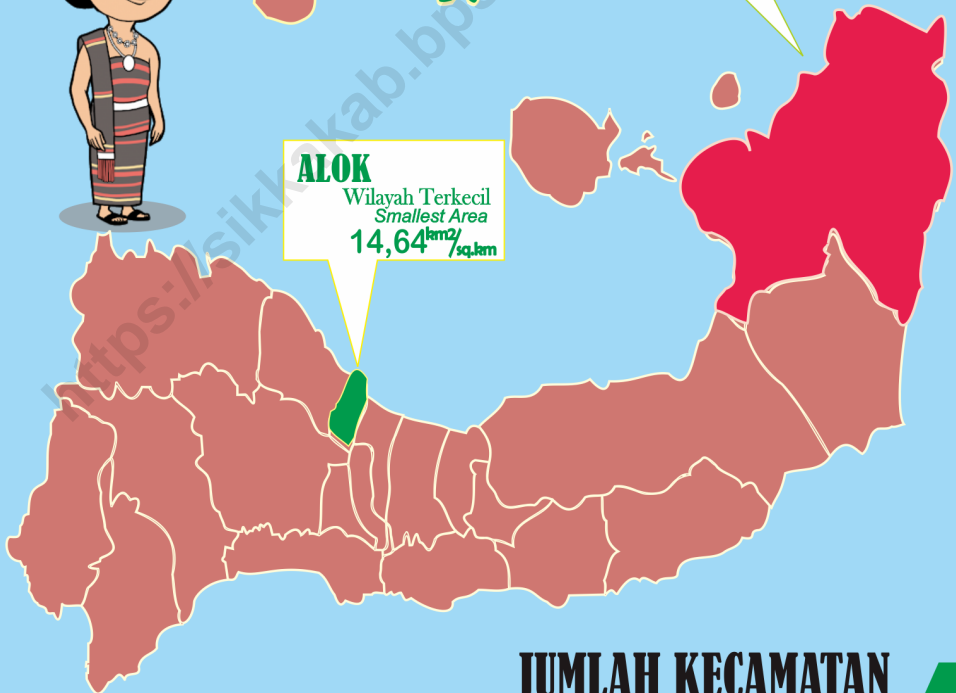 ALOK
Wilayah Terkecil
Smallest Area
14,64km2/sq.km
https://sikkakab.bps
JUMLAH KECAMATAN